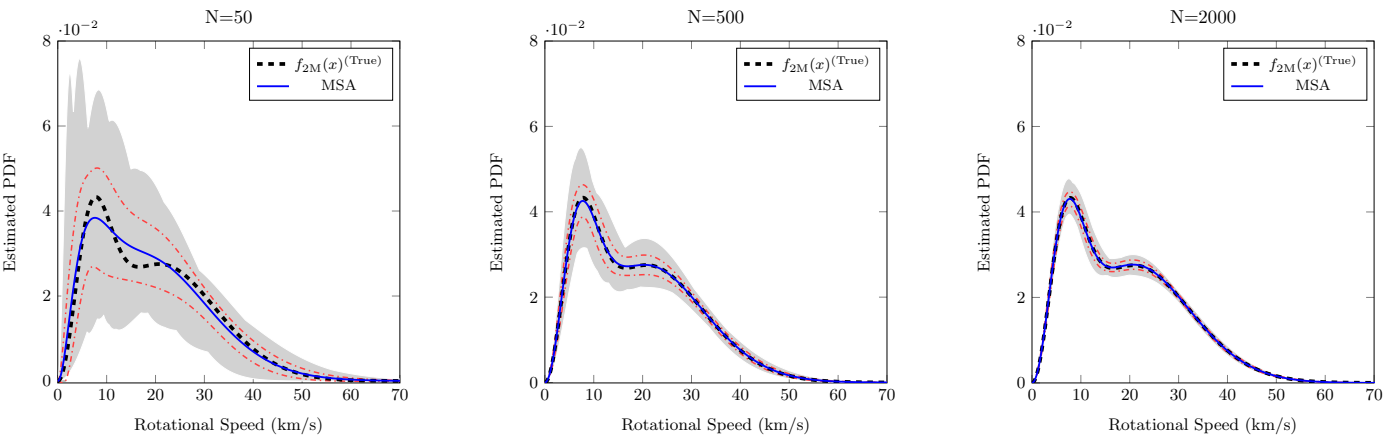 N=50
·10⁻²
8
6
4
2
0
0 10 20 30 40 50 60 70
Estimated PDF
Rotational Speed (km/s)
f₂M(x)⁽ᵀʳᵘᵉ⁾
MSA
N=500
·10⁻²
8
6
4
2
0
0 10 20 30 40 50 60 70
Estimated PDF
Rotational Speed (km/s)
f₂M(x)⁽ᵀʳᵘᵉ⁾
MSA
N=2000
·10⁻²
8
6
4
2
0
0 10 20 30 40 50 60 70
Estimated PDF
Rotational Speed (km/s)
f₂M(x)⁽ᵀʳᵘᵉ⁾
MSA